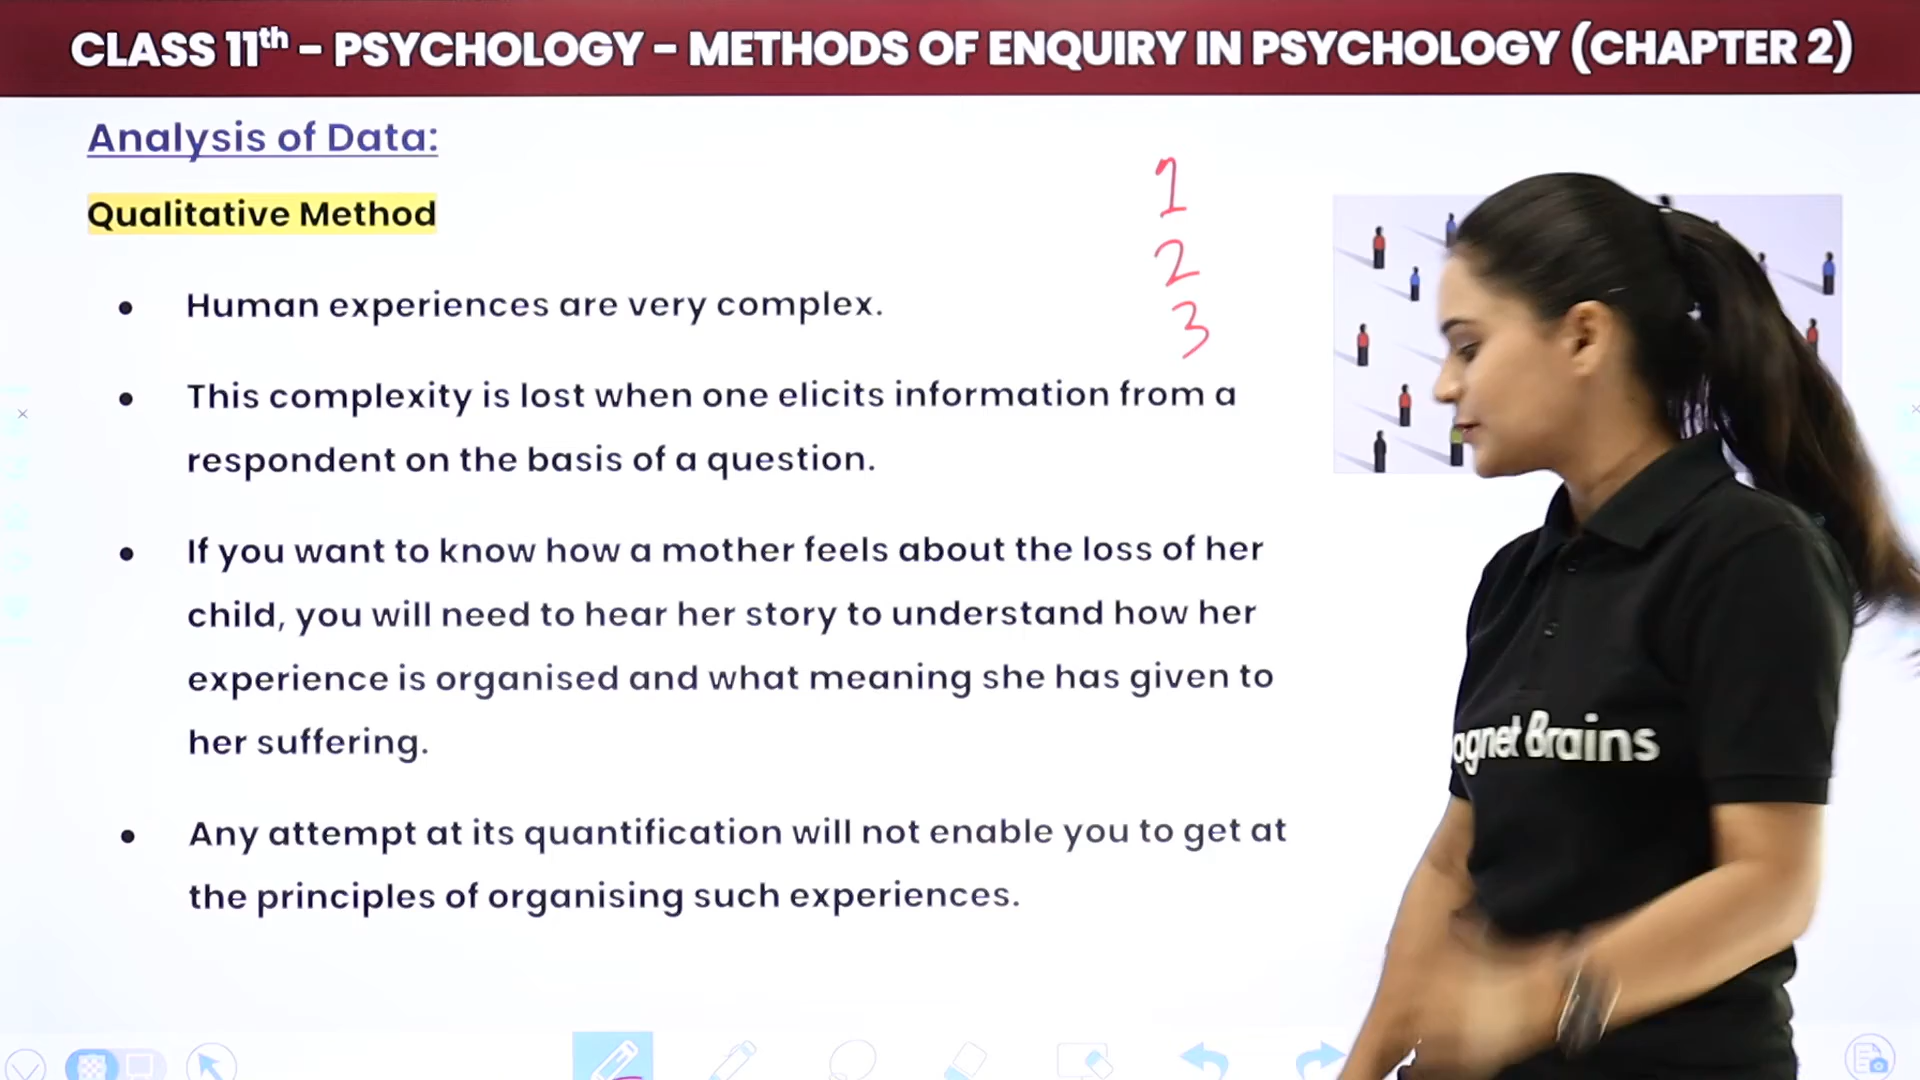 CLASS 11th – PSYCHOLOGY – METHODS OF ENQUIRY IN PSYCHOLOGY (CHAPTER 2)
Analysis of Data:
Qualitative Method
1
2
3
• Human experiences are very complex.
• This complexity is lost when one elicits information from a
respondent on the basis of a question.
• If you want to know how a mother feels about the loss of her
child, you will need to hear her story to understand how her
experience is organised and what meaning she has given to
her suffering.
• Any attempt at its quantification will not enable you to get at
the principles of organising such experiences.
agnet Brains